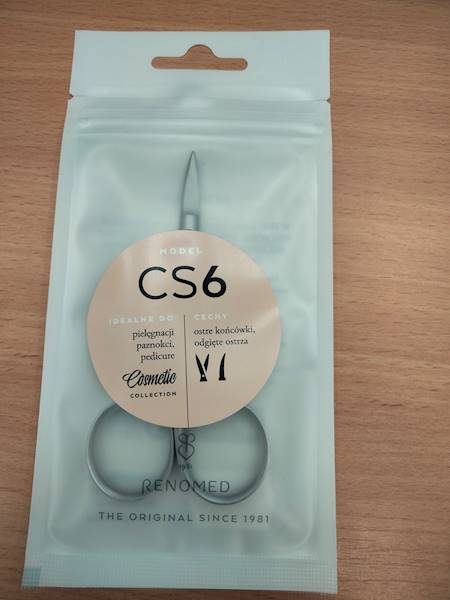 MODEL
CS6
IDEALNE DO
pielęgnacji
paznokci,
pedicure
Cosmetic
COLLECTION
CECHY
ostre końcówki,
odgięte ostrza
1981
RENOMED
THE ORIGINAL SINCE 1981